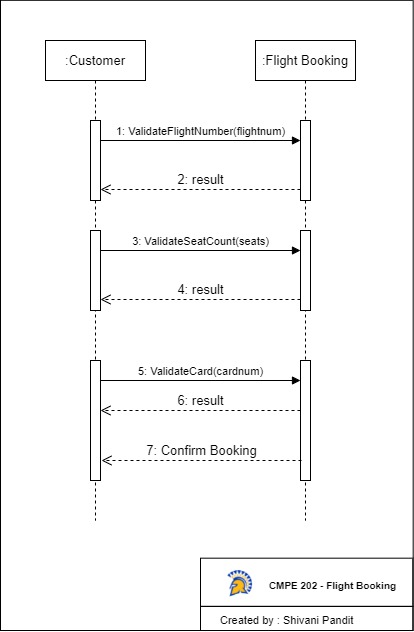 :Customer
:Flight Booking
1: ValidateFlightNumber(flightnum)
2: result
3: ValidateSeatCount(seats)
4: result
5: ValidateCard(cardnum)
6: result
7: Confirm Booking
CMPE 202 - Flight Booking
Created by : Shivani Pandit